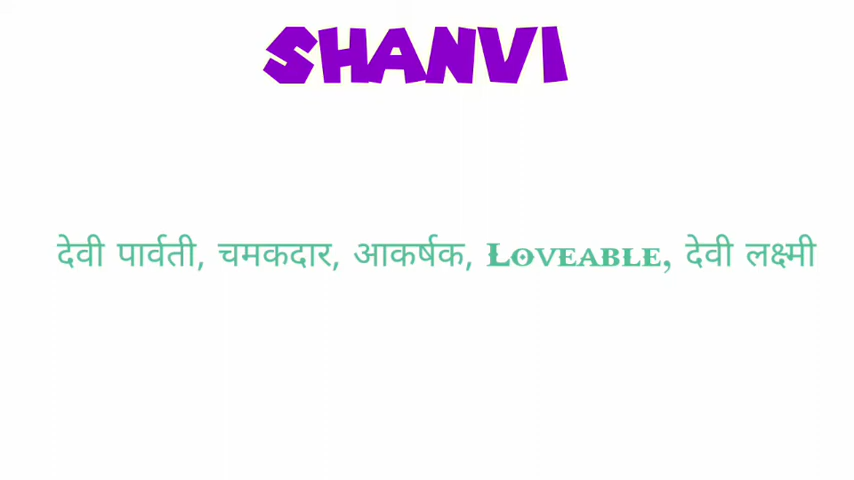 SHANVI
देवी पार्वती, चमकदार, आकर्षक, LOVEABLE, देवी लक्ष्मी